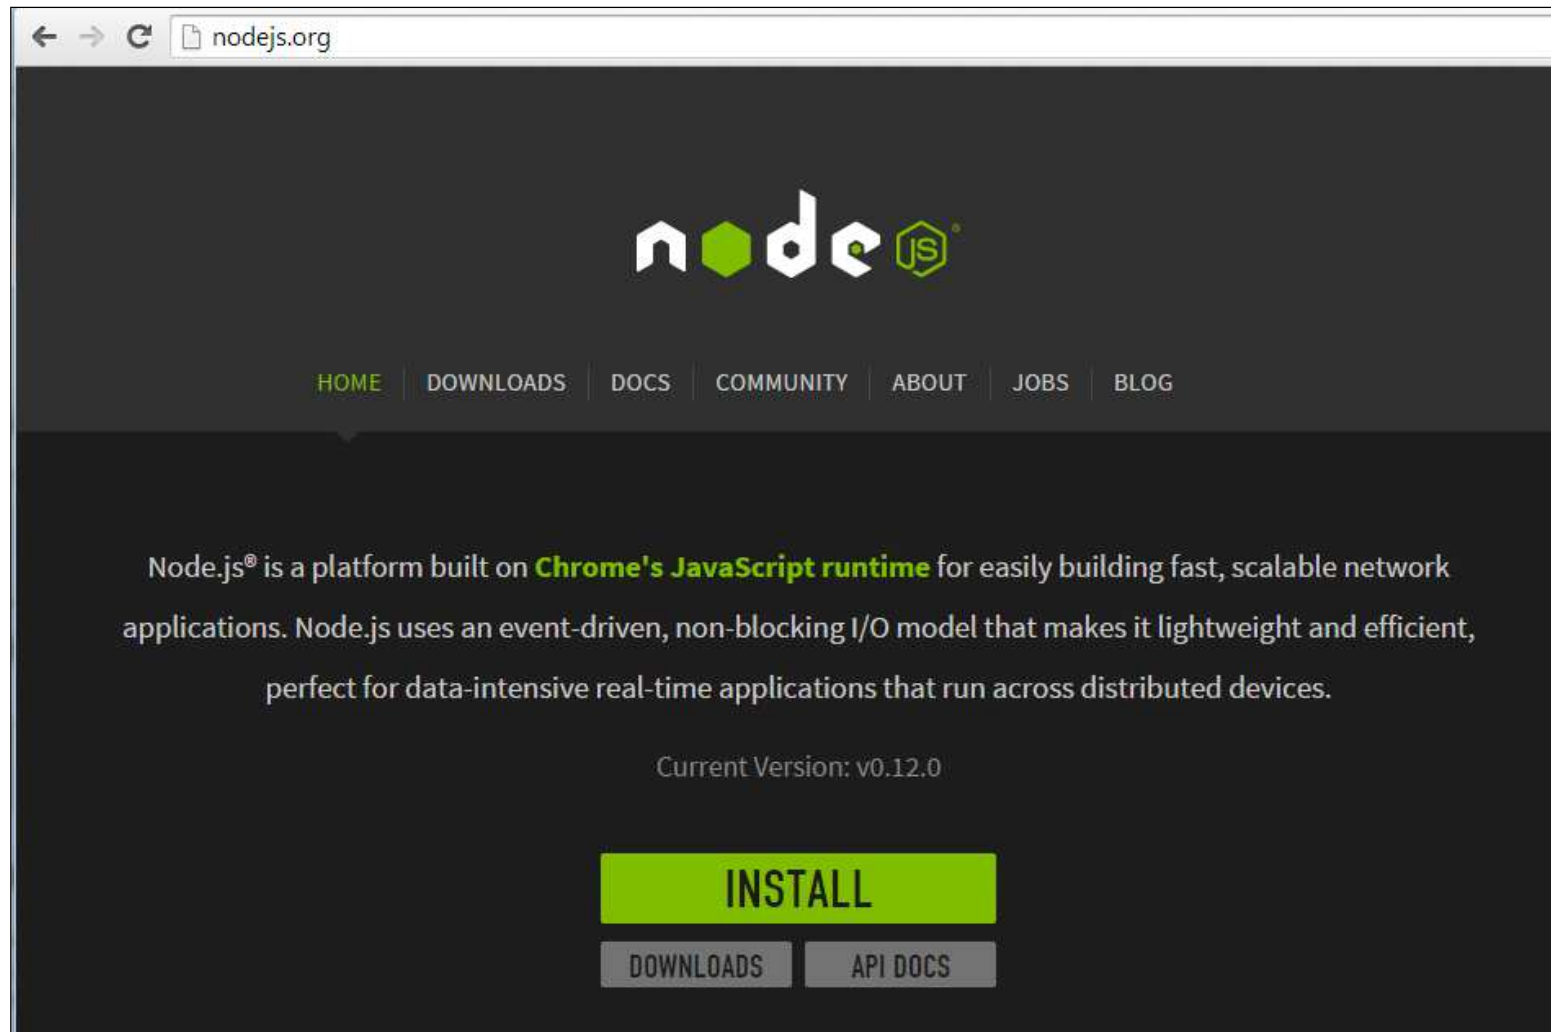 nodejs.org
node JS®
HOME DOWNLOADS DOCS COMMUNITY ABOUT JOBS BLOG
Node.js® is a platform built on Chrome's JavaScript runtime for easily building fast, scalable network
applications. Node.js uses an event-driven, non-blocking I/O model that makes it lightweight and efficient,
perfect for data-intensive real-time applications that run across distributed devices.
Current Version: v0.12.0
INSTALL
DOWNLOADS API DOCS